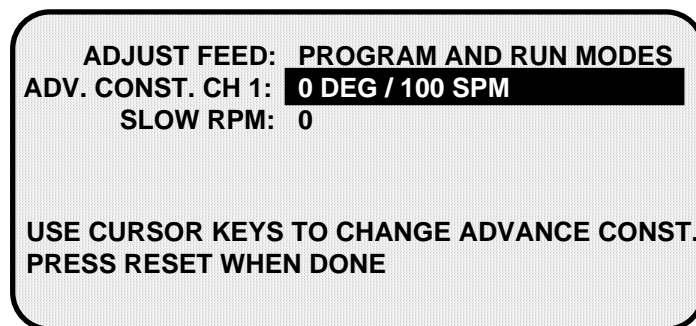 ADJUST FEED: PROGRAM AND RUN MODES
ADV. CONST. CH 1: 0 DEG / 100 SPM
SLOW RPM: 0
USE CURSOR KEYS TO CHANGE ADVANCE CONST.
PRESS RESET WHEN DONE